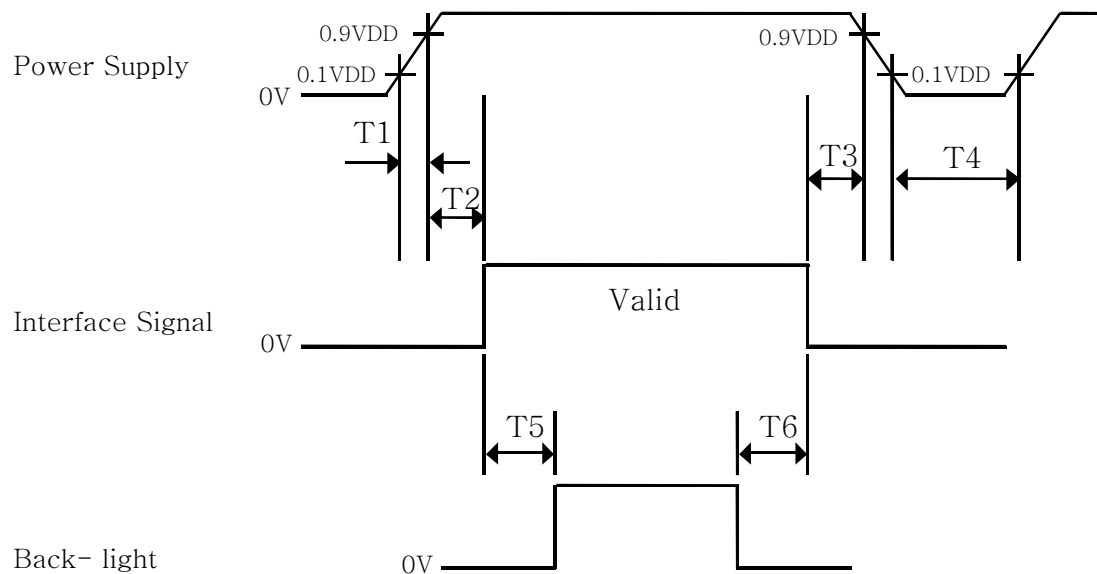 0.9VDD
0.9VDD
Power Supply
0.1VDD
0.1VDD
0V
T1
T3
T4
T2
Valid
Interface Signal
0V
T5
T6
Back- light
0V